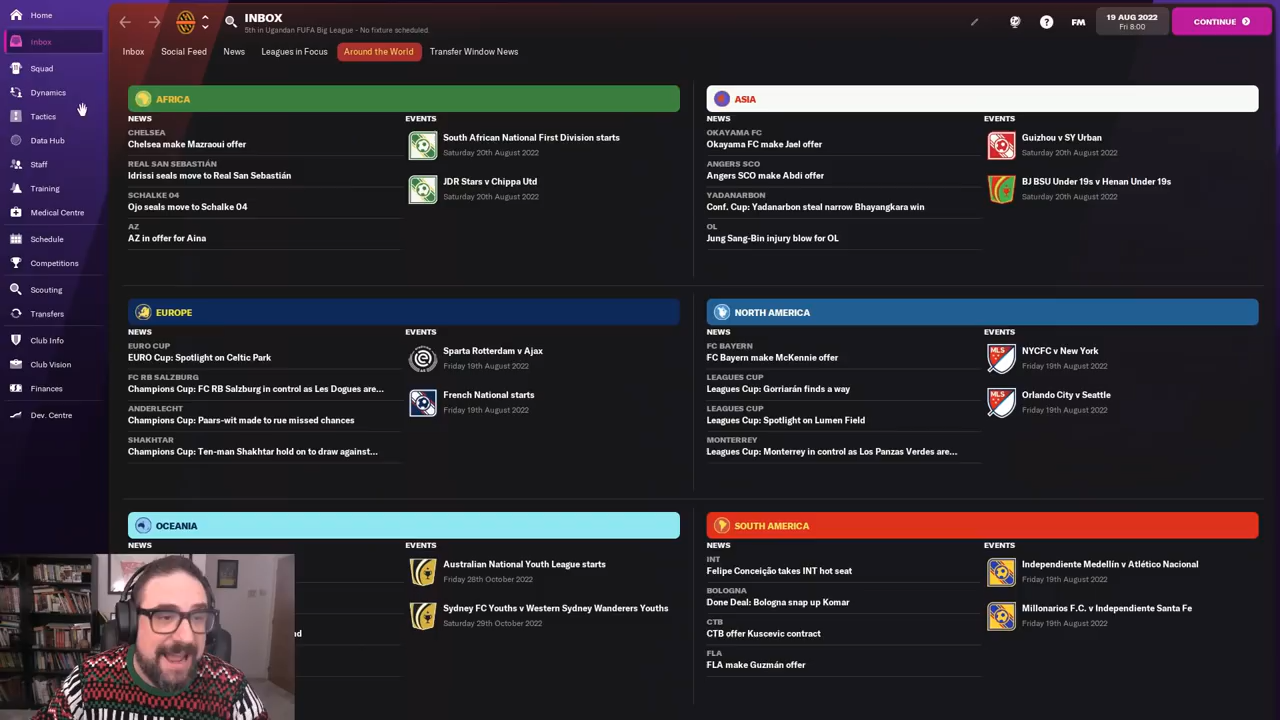 Home
Inbox
Squad
Dynamics
Tactics
Data Hub
Staff
Training
Medical Centre
Schedule
Competitions
Scouting
Transfers
Club Info
Club Vision
Finances
Dev. Centre
INBOX
5th in Ugandan FUFA Big League - No fixture scheduled.
FM
19 AUG 2022
Fri 8:00
CONTINUE
Inbox
Social Feed
News
Leagues in Focus
Around the World
Transfer Window News
AFRICA
NEWS
CHELSEA
Chelsea make Mazraoui offer
REAL SAN SEBASTIÁN
Idrissi seals move to Real San Sebastián
SCHALKE 04
Ojo seals move to Schalke 04
AZ
AZ in offer for Aina
EVENTS
South African National First Division starts
Saturday 20th August 2022
JDR Stars v Chippa Utd
Saturday 20th August 2022
ASIA
NEWS
OKAYAMA FC
Okayama FC make Jael offer
ANGERS SCO
Angers SCO make Abdi offer
YADANARBON
Conf. Cup: Yadanarbon steal narrow Bhayangkara win
OL
Jung Sang-Bin injury blow for OL
EVENTS
Guizhou v SY Urban
Saturday 20th August 2022
BJ BSU Under 19s v Henan Under 19s
Saturday 20th August 2022
EUROPE
NEWS
EURO CUP
EURO Cup: Spotlight on Celtic Park
FC RB SALZBURG
Champions Cup: FC RB Salzburg in control as Les Dogues are...
ANDERLECHT
Champions Cup: Paars-wit made to rue missed chances
SHAKHTAR
Champions Cup: Ten-man Shakhtar hold on to draw against...
EVENTS
Sparta Rotterdam v Ajax
Friday 19th August 2022
French National starts
Friday 19th August 2022
NORTH AMERICA
NEWS
FC BAYERN
FC Bayern make McKennie offer
LEAGUES CUP
Leagues Cup: Gorriarán finds a way
LEAGUES CUP
Leagues Cup: Spotlight on Lumen Field
MONTERREY
Leagues Cup: Monterrey in control as Los Panzas Verdes are...
EVENTS
MLS
NYCFC v New York
Friday 19th August 2022
MLS
Orlando City v Seattle
Friday 19th August 2022
OCEANIA
NEWS
nd
EVENTS
Australian National Youth League starts
Friday 28th October 2022
Sydney FC Youths v Western Sydney Wanderers Youths
Saturday 29th October 2022
SOUTH AMERICA
NEWS
INT
Felipe Conceição takes INT hot seat
BOLOGNA
Done Deal: Bologna snap up Komar
CTB
CTB offer Kuscevic contract
FLA
FLA make Guzmán offer
EVENTS
Independiente Medellín v Atlético Nacional
Friday 19th August 2022
Millonarios F.C. v Independiente Santa Fe
Friday 19th August 2022